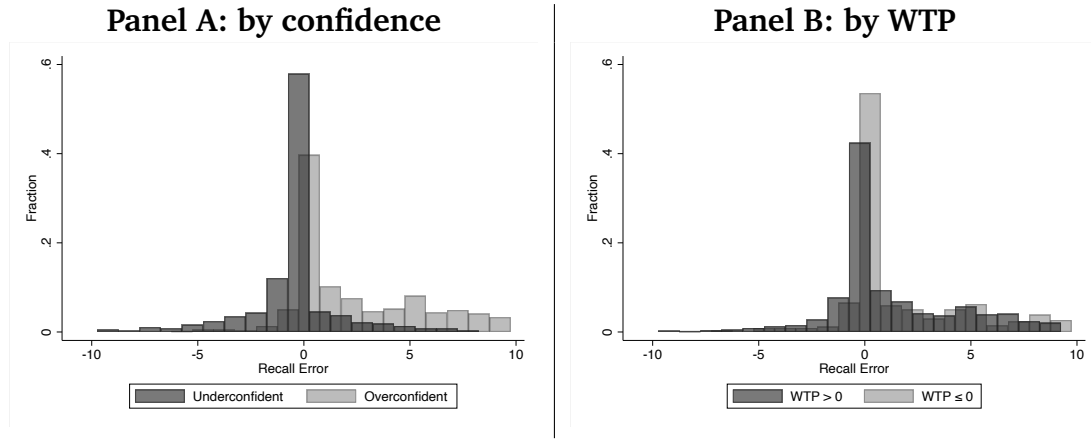 Panel A: by confidence
Fraction
0 .2 .4 .6
-10 -5 0 5 10
Recall Error
Underconfident Overconfident
Panel B: by WTP
Fraction
0 .2 .4 .6
-10 -5 0 5 10
Recall Error
WTP > 0 WTP ≤ 0